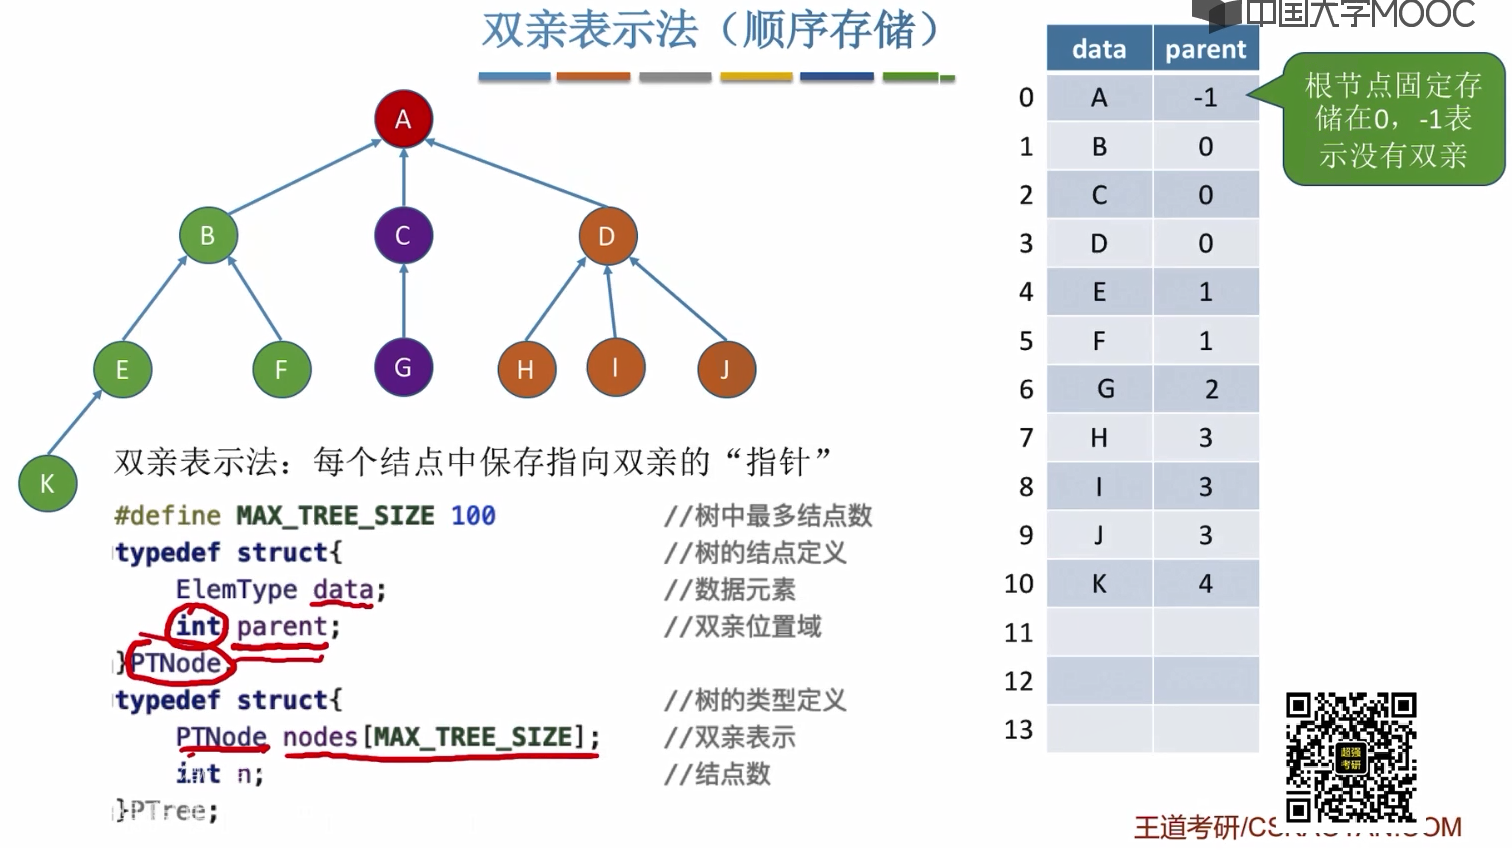 中国大学MOOC
双亲表示法（顺序存储）
A
B
C
D
E
F
G
H
I
J
K
双亲表示法：每个结点中保存指向双亲的“指针”
#define MAX_TREE_SIZE 100 //树中最多结点数
typedef struct{ //树的结点定义
ElemType data; //数据元素
int parent; //双亲位置域
}PTNode
typedef struct{ //树的类型定义
PTNode nodes[MAX_TREE_SIZE]; //双亲表示
int n; //结点数
}PTree;
data parent
0 A -1
1 B 0
2 C 0
3 D 0
4 E 1
5 F 1
6 G 2
7 H 3
8 I 3
9 J 3
10 K 4
11
12
13
根节点固定存
储在0，-1表
示没有双亲
超强
考研
王道考研/CSKAOYAN.COM